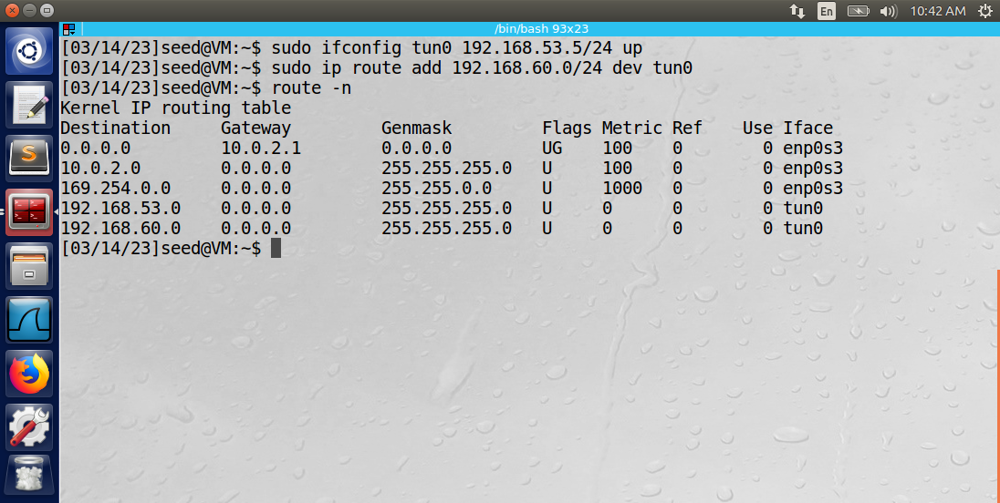 En 10:42 AM
/bin/bash 93x23
[03/14/23]seed@VM:~$ sudo ifconfig tun0 192.168.53.5/24 up
[03/14/23]seed@VM:~$ sudo ip route add 192.168.60.0/24 dev tun0
[03/14/23]seed@VM:~$ route -n
Kernel IP routing table
Destination     Gateway         Genmask         Flags Metric Ref    Use Iface
0.0.0.0         10.0.2.1        0.0.0.0         UG    100    0        0 enp0s3
10.0.2.0        0.0.0.0         255.255.255.0   U     100    0        0 enp0s3
169.254.0.0     0.0.0.0         255.255.0.0     U     1000   0        0 enp0s3
192.168.53.0    0.0.0.0         255.255.255.0   U     0      0        0 tun0
192.168.60.0    0.0.0.0         255.255.255.0   U     0      0        0 tun0
[03/14/23]seed@VM:~$